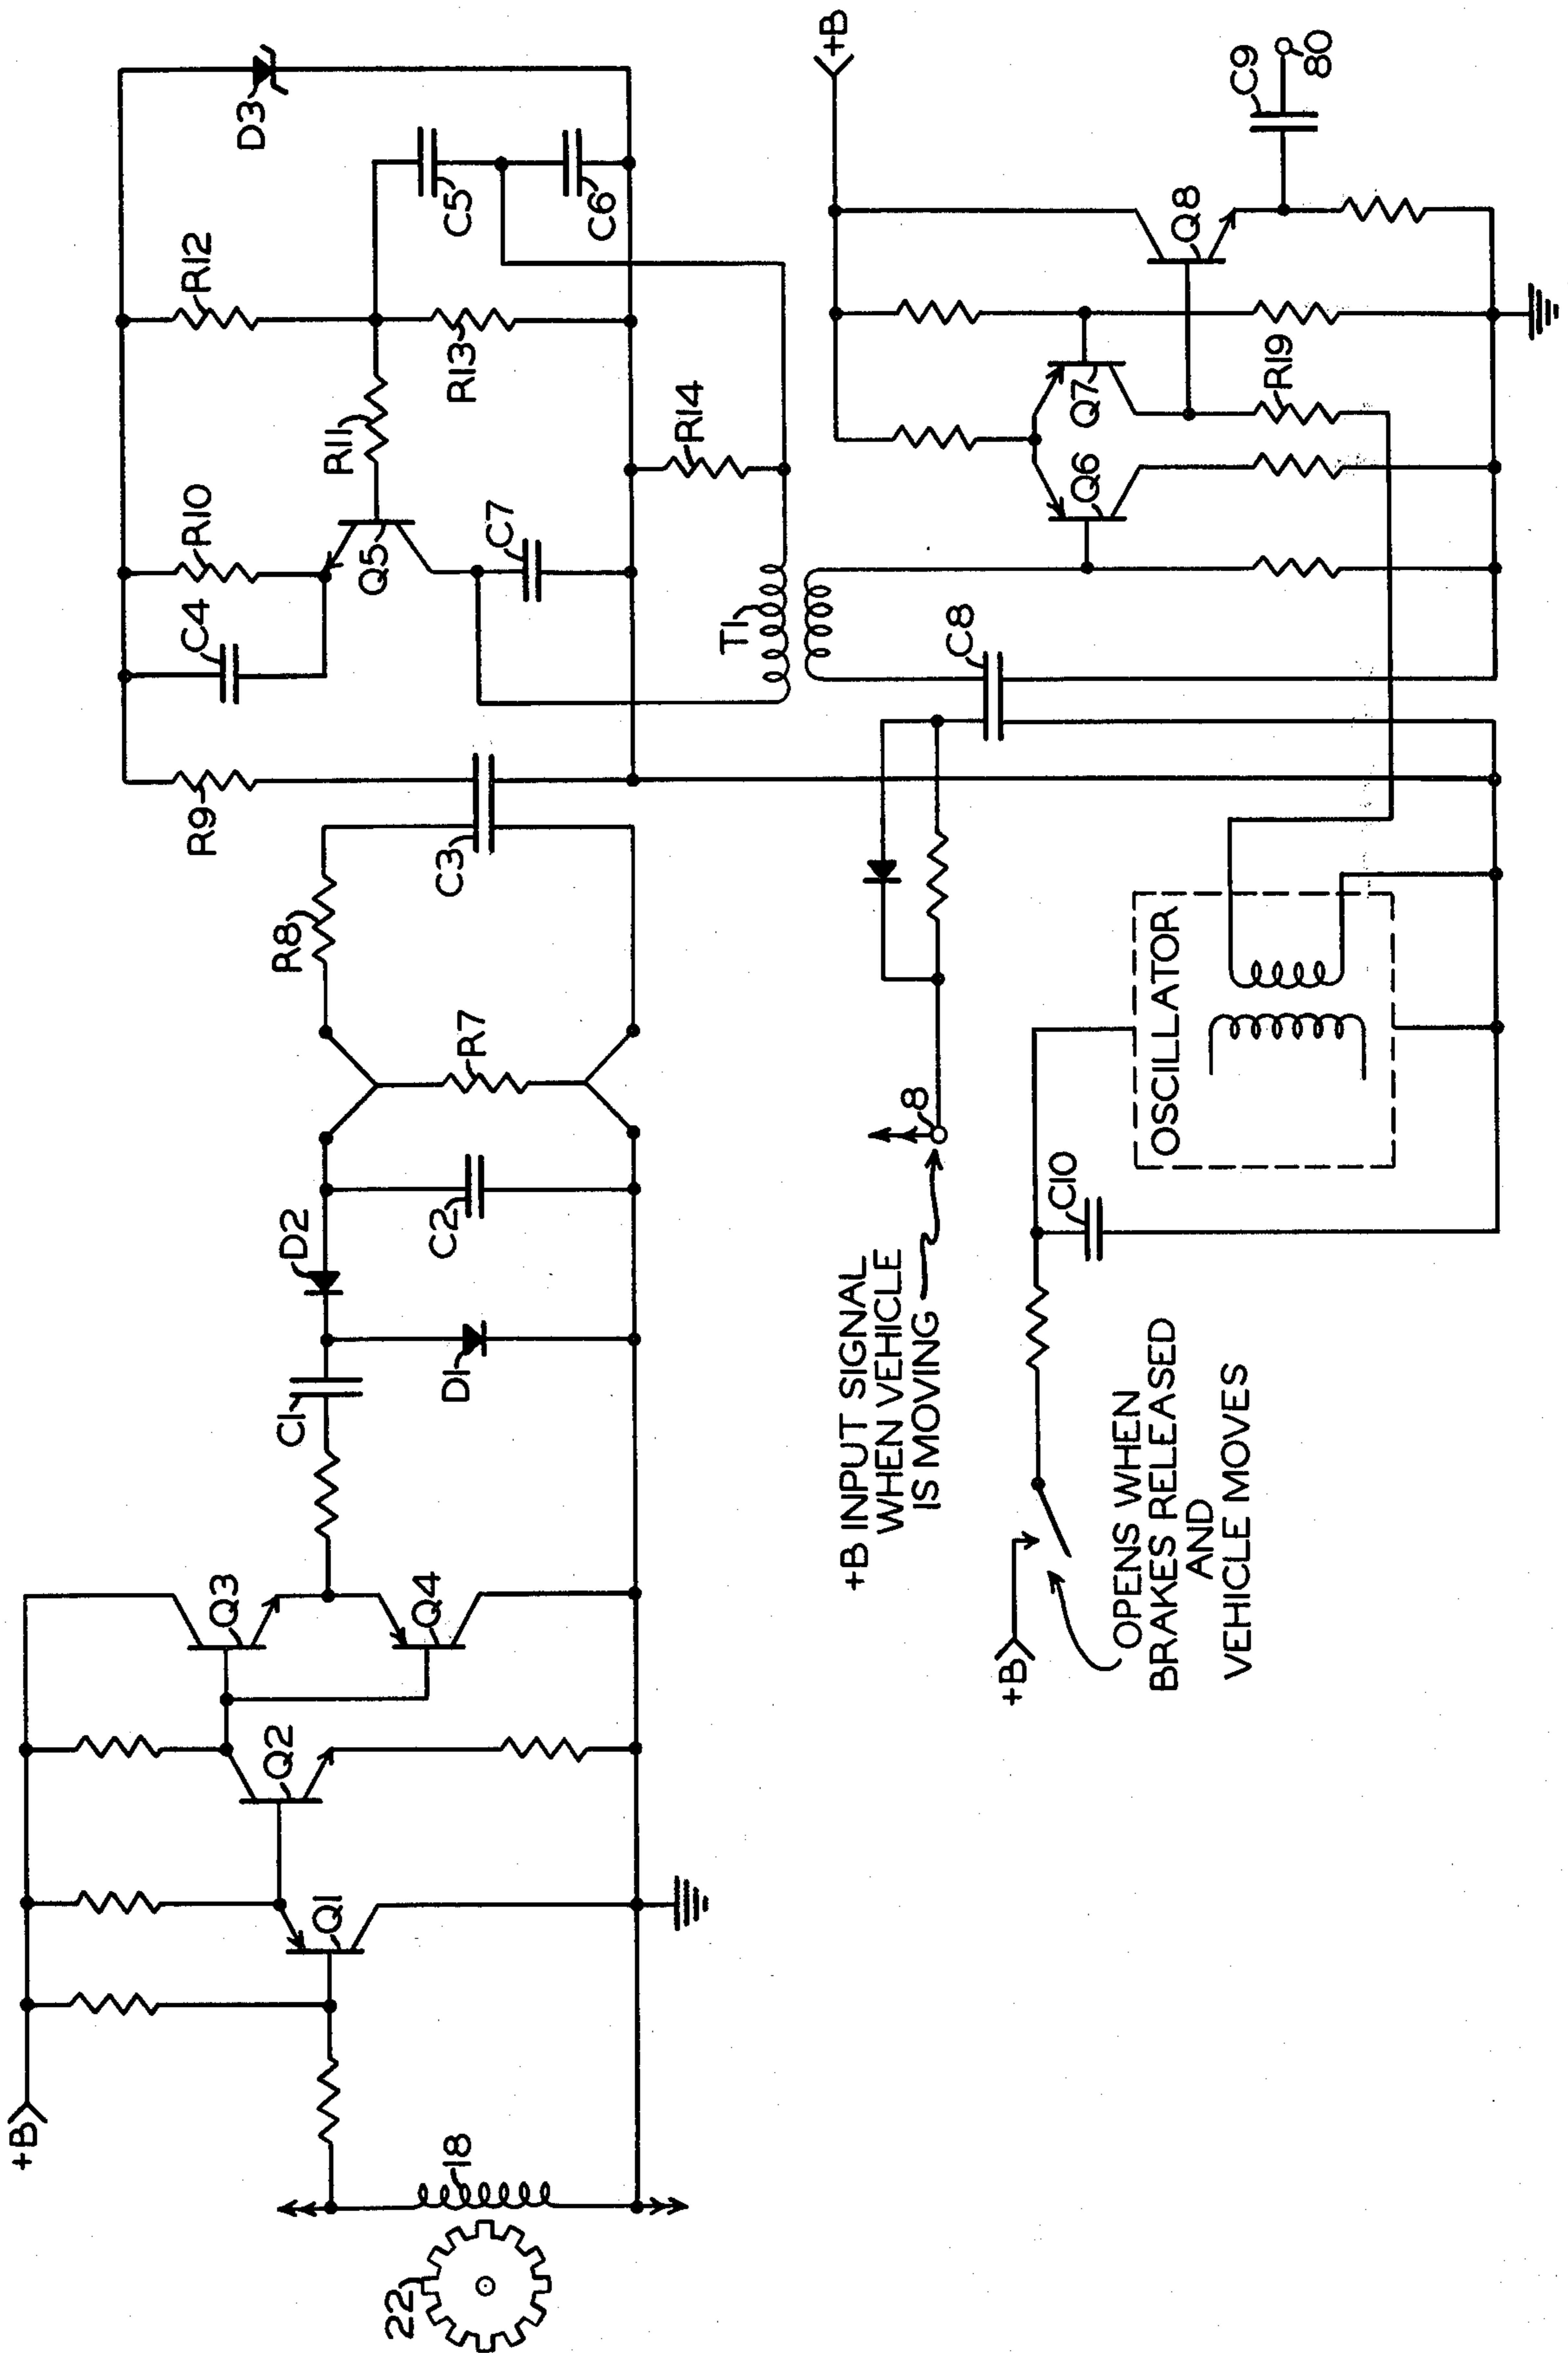 +B
22
18
Q1
Q2
Q3
Q4
C1
D1
D2
C2
R7
R8
C3
R9
C4
R10
Q5
R11
R12
R13
C5
C6
D3
C7
R14
T1
+B INPUT SIGNAL
WHEN VEHICLE
IS MOVING
8
C8
+B
OPENS WHEN
BRAKES RELEASED
AND
VEHICLE MOVES
C10
OSCILLATOR
Q6
Q7
R19
Q8
C9
80
+B